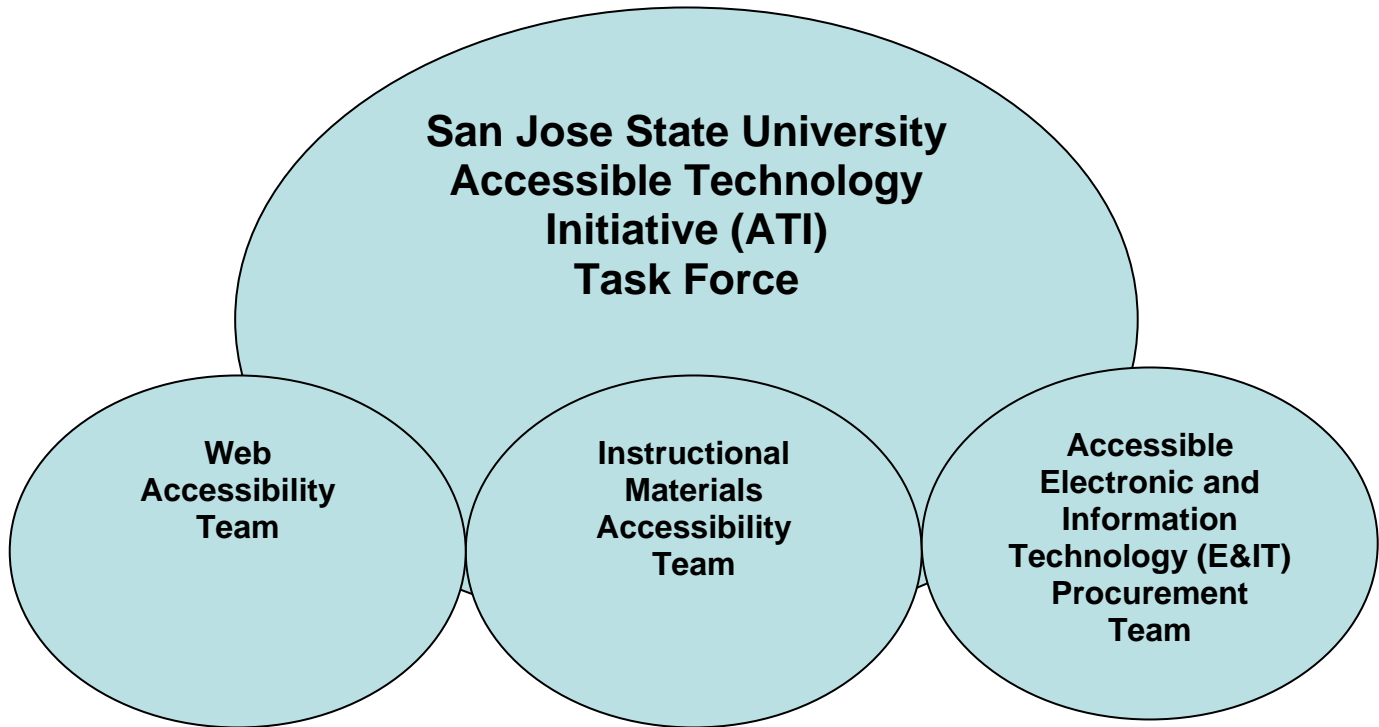 San Jose State University
Accessible Technology
Initiative (ATI)
Task Force
Web
Accessibility
Team
Instructional
Materials
Accessibility
Team
Accessible
Electronic and
Information
Technology (E&IT)
Procurement
Team